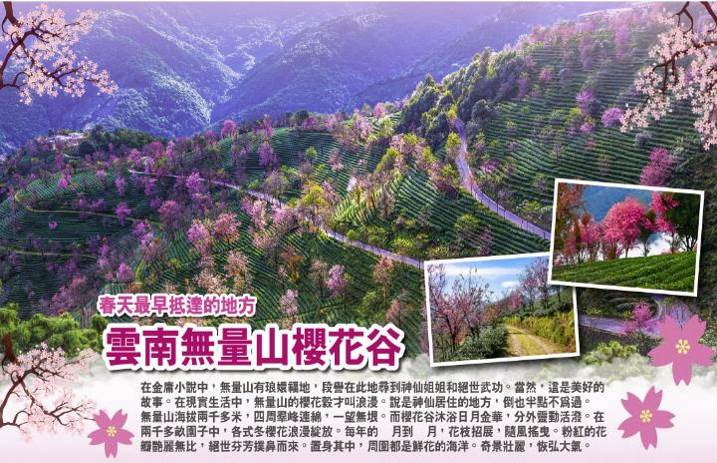 春天最早抵達的地方
雲南無量山櫻花谷
在金庸小說中，無量山有琅嬛福地，段譽在此地尋到神仙姐姐和絕世武功。當然，這是美好的
故事。在現實生活中，無量山的櫻花穀才叫浪漫。說是神仙居住的地方，倒也半點不爲過。
無量山海拔兩千多米，四周羣峰連綿，一望無垠。而櫻花谷沐浴日月金華，分外靈動活潑。在
兩千多畝園子中，各式冬櫻花浪漫綻放。每年的 月到 月，花枝招展，隨風搖曳。粉紅的花
瓣艷麗無比，絕世芬芳撲鼻而來。置身其中，周圍都是鮮花的海洋。奇景壯麗，恢弘大氣。